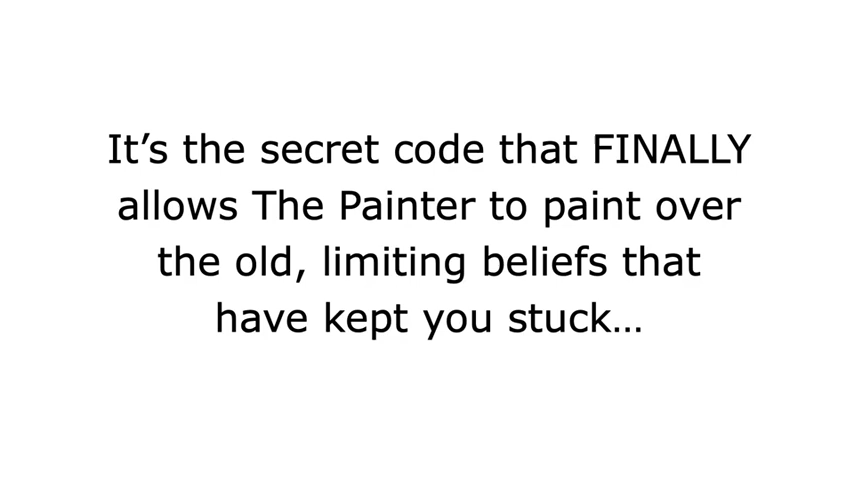 It’s the secret code that FINALLY
allows The Painter to paint over
the old, limiting beliefs that
have kept you stuck…